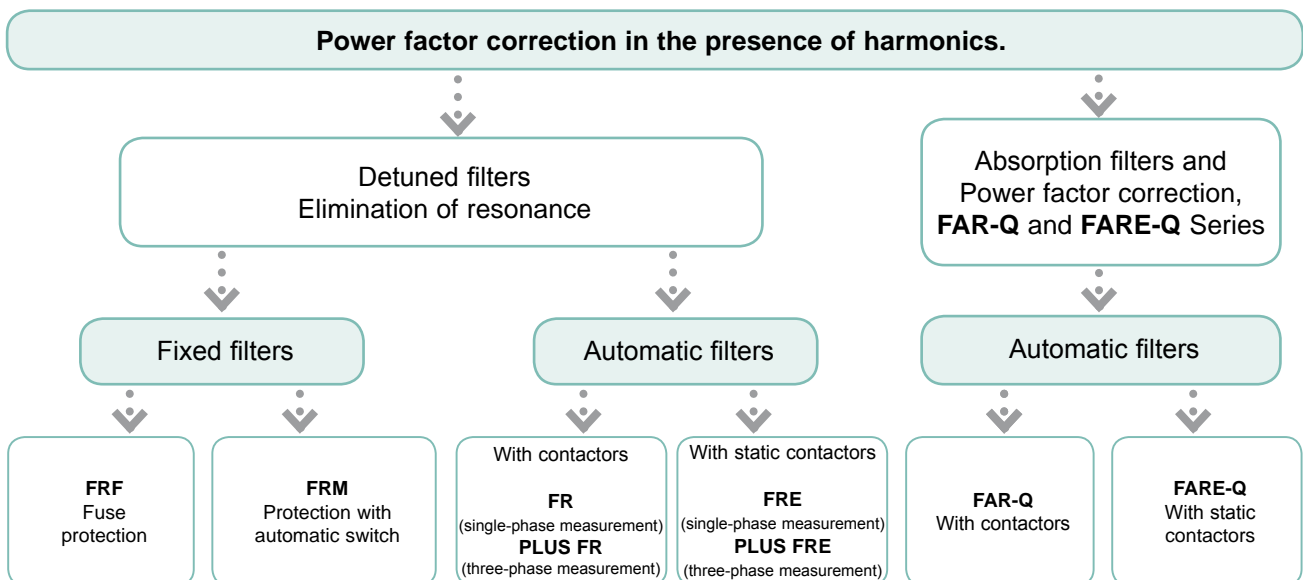 Power factor correction in the presence of harmonics.
Detuned filters
Elimination of resonance
Absorption filters and
Power factor correction,
FAR-Q and FARE-Q Series
Fixed filters
Automatic filters
Automatic filters
FRF
Fuse
protection
FRM
Protection with
automatic switch
With contactors
FR
(single-phase measurement)
PLUS FR
(three-phase measurement)
With static contactors
FRE
(single-phase measurement)
PLUS FRE
(three-phase measurement)
FAR-Q
With contactors
FARE-Q
With static
contactors